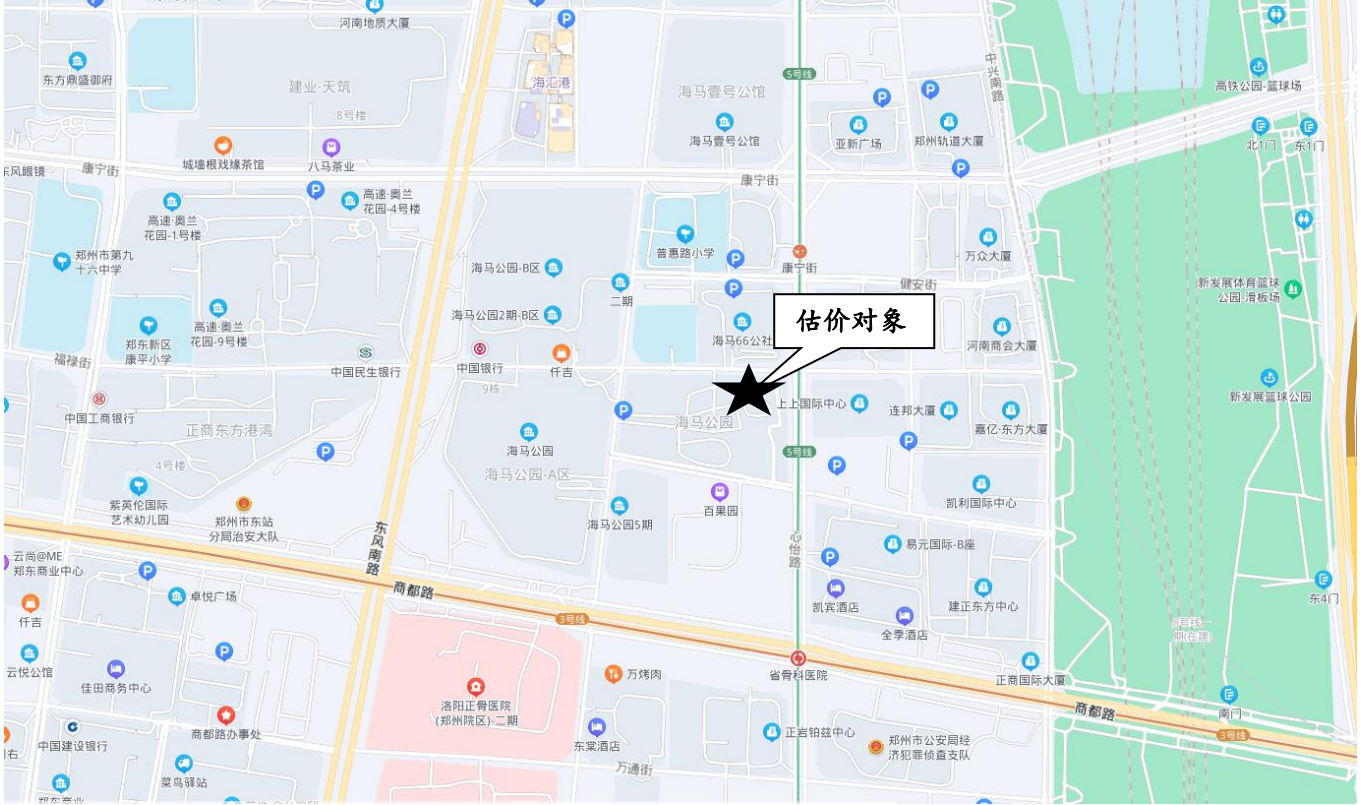 河南地质大厦
东方鼎盛御府
建业·天筑
8号楼
海汇港
海马壹号公馆
海马壹号公馆
5号线
中兴南路
高铁公园-篮球场
亚新广场
郑州轨道大厦
北1门
东1门
城墙根戏缘茶馆
八马茶业
东风眼镜
康宁街
康宁街
高速·奥兰
花园-4号楼
高速·奥兰
花园-1号楼
郑州市第九
十六中学
普惠路小学
康宁街
万众大厦
海马公园-B区
二期
健安街
新发展体育篮球
公园-滑板场
海马公园2期-B区
高速·奥兰
花园-9号楼
郑东新区
康平小学
估价对象
海马66公社
河南商会大厦
福禄街
中国民生银行
中国银行
9栋
仟吉
新发展篮球公园
中国工商银行
正商东方港湾
4号楼
海马公园
上上国际中心
连邦大厦
嘉亿·东方大厦
海马公园
海马公园-A区
5号线
紫英伦国际
艺术幼儿园
郑州市东站
分局治安大队
海马公园5期
百果园
凯利国际中心
东风南路
心怡路
易元国际-B座
云尚@ME
郑东商业中心
卓悦广场
商都路
3号线
凯宾酒店
建正东方中心
全季酒店
东4门
8号线一
期(在建)
仟吉
云悦公馆
佳田商务中心
洛阳正骨医院
(郑州院区)-二期
万烤肉
省骨科医院
正商国际大厦
南门
商都路
3号线
商都路办事处
中国建设银行
菜鸟驿站
东棠酒店
万通街
正岩铂兹中心
郑州市公安局经
济犯罪侦查支队